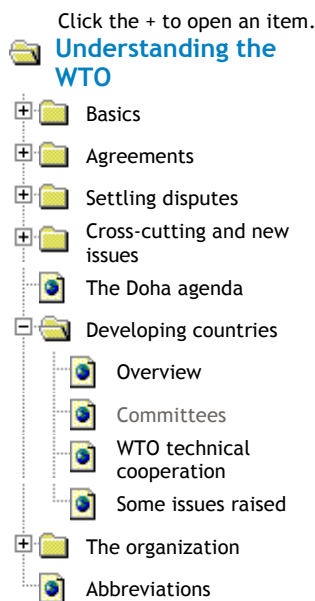 Click the + to open an item.
Understanding the
WTO
Basics
Agreements
Settling disputes
Cross-cutting and new
issues
The Doha agenda
Developing countries
Overview
Committees
WTO technical
cooperation
Some issues raised
The organization
Abbreviations